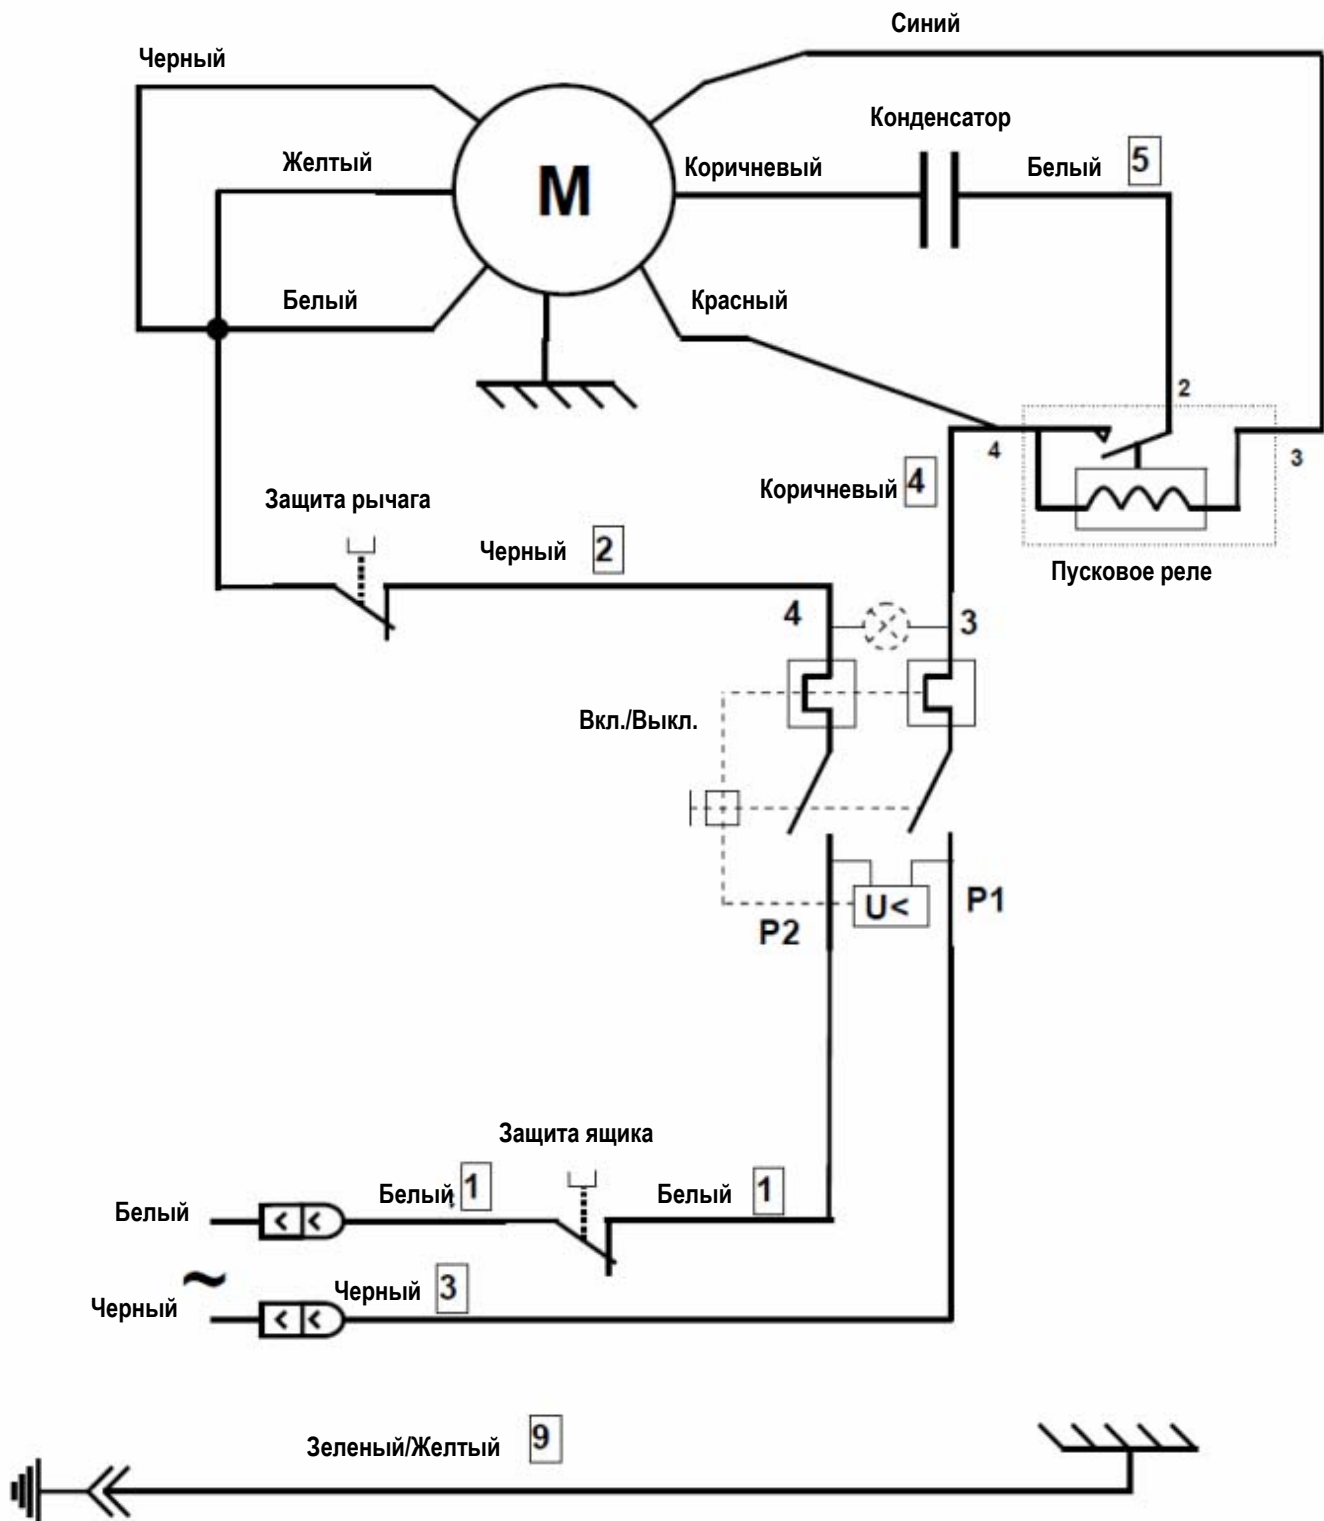 Синий
Черный
Конденсатор
Желтый
M
Коричневый
Белый 5
Белый
Красный
2
4
3
Коричневый 4
Защита рычага
Черный 2
Пусковое реле
4
3
Вкл./Выкл.
U<
P1
P2
Защита ящика
Белый 1
Белый 1
Белый
~
Черный 3
Черный
Зеленый/Желтый 9